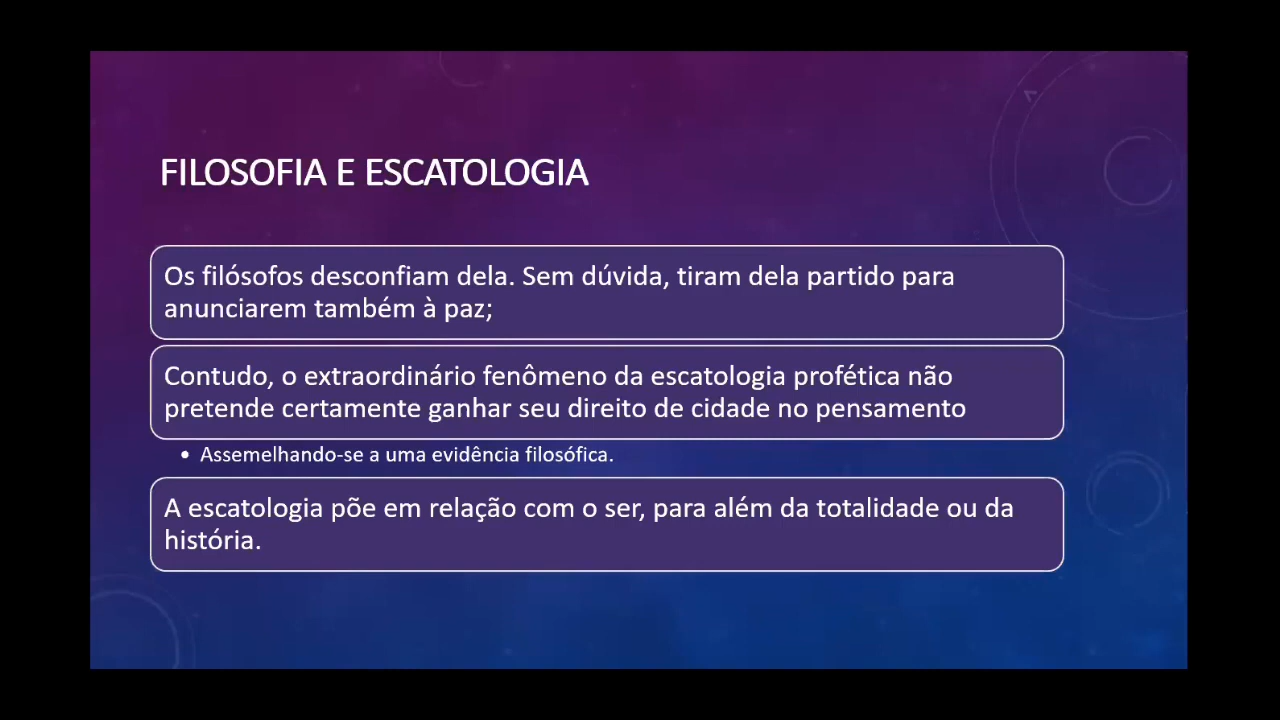 FILOSOFIA E ESCATOLOGIA
Os filósofos desconfiam dela. Sem dúvida, tiram dela partido para
anunciarem também à paz;
Contudo, o extraordinário fenômeno da escatologia profética não
pretende certamente ganhar seu direito de cidade no pensamento
• Assemelhando-se a uma evidência filosófica.
A escatologia põe em relação com o ser, para além da totalidade ou da
história.